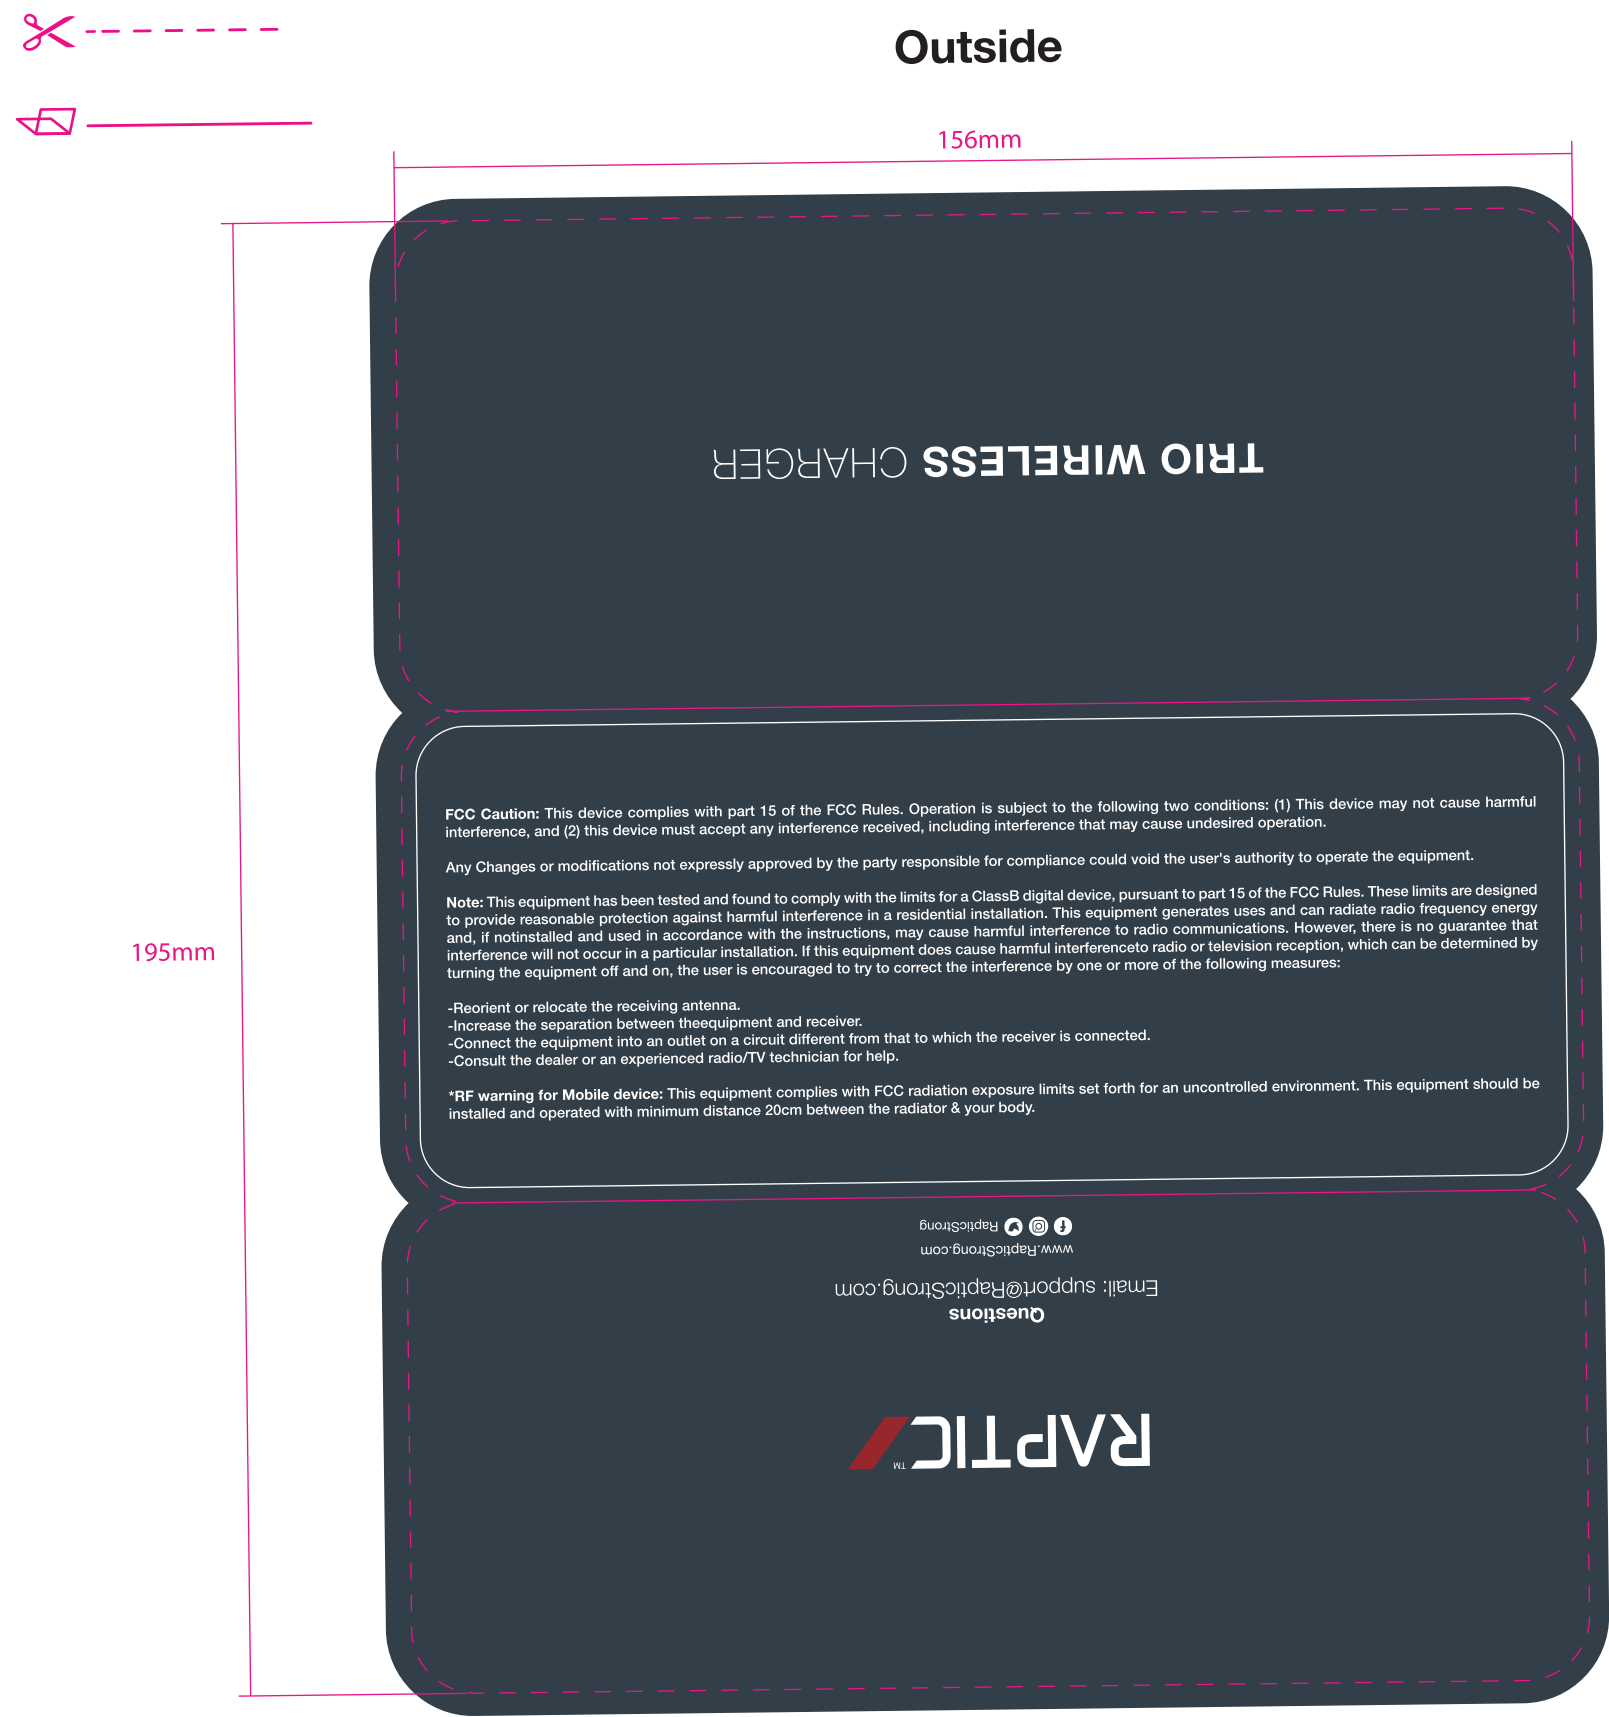 Outside
156mm
195mm
TRIO WIRELESS CHARGER
FCC Caution: This device complies with part 15 of the FCC Rules. Operation is subject to the following two conditions: (1) This device may not cause harmful
interference, and (2) this device must accept any interference received, including interference that may cause undesired operation.
Any Changes or modifications not expressly approved by the party responsible for compliance could void the user's authority to operate the equipment.
Note: This equipment has been tested and found to comply with the limits for a ClassB digital device, pursuant to part 15 of the FCC Rules. These limits are designed
to provide reasonable protection against harmful interference in a residential installation. This equipment generates uses and can radiate radio frequency energy
and, if notinstalled and used in accordance with the instructions, may cause harmful interference to radio communications. However, there is no guarantee that
interference will not occur in a particular installation. If this equipment does cause harmful interferenceto radio or television reception, which can be determined by
turning the equipment off and on, the user is encouraged to try to correct the interference by one or more of the following measures:
-Reorient or relocate the receiving antenna.
-Increase the separation between theequipment and receiver.
-Connect the equipment into an outlet on a circuit different from that to which the receiver is connected.
-Consult the dealer or an experienced radio/TV technician for help.
*RF warning for Mobile device: This equipment complies with FCC radiation exposure limits set forth for an uncontrolled environment. This equipment should be
installed and operated with minimum distance 20cm between the radiator & your body.
RAPTIC™
Questions
Email: support@RapticStrong.com
www.RapticStrong.com
RapticStrong